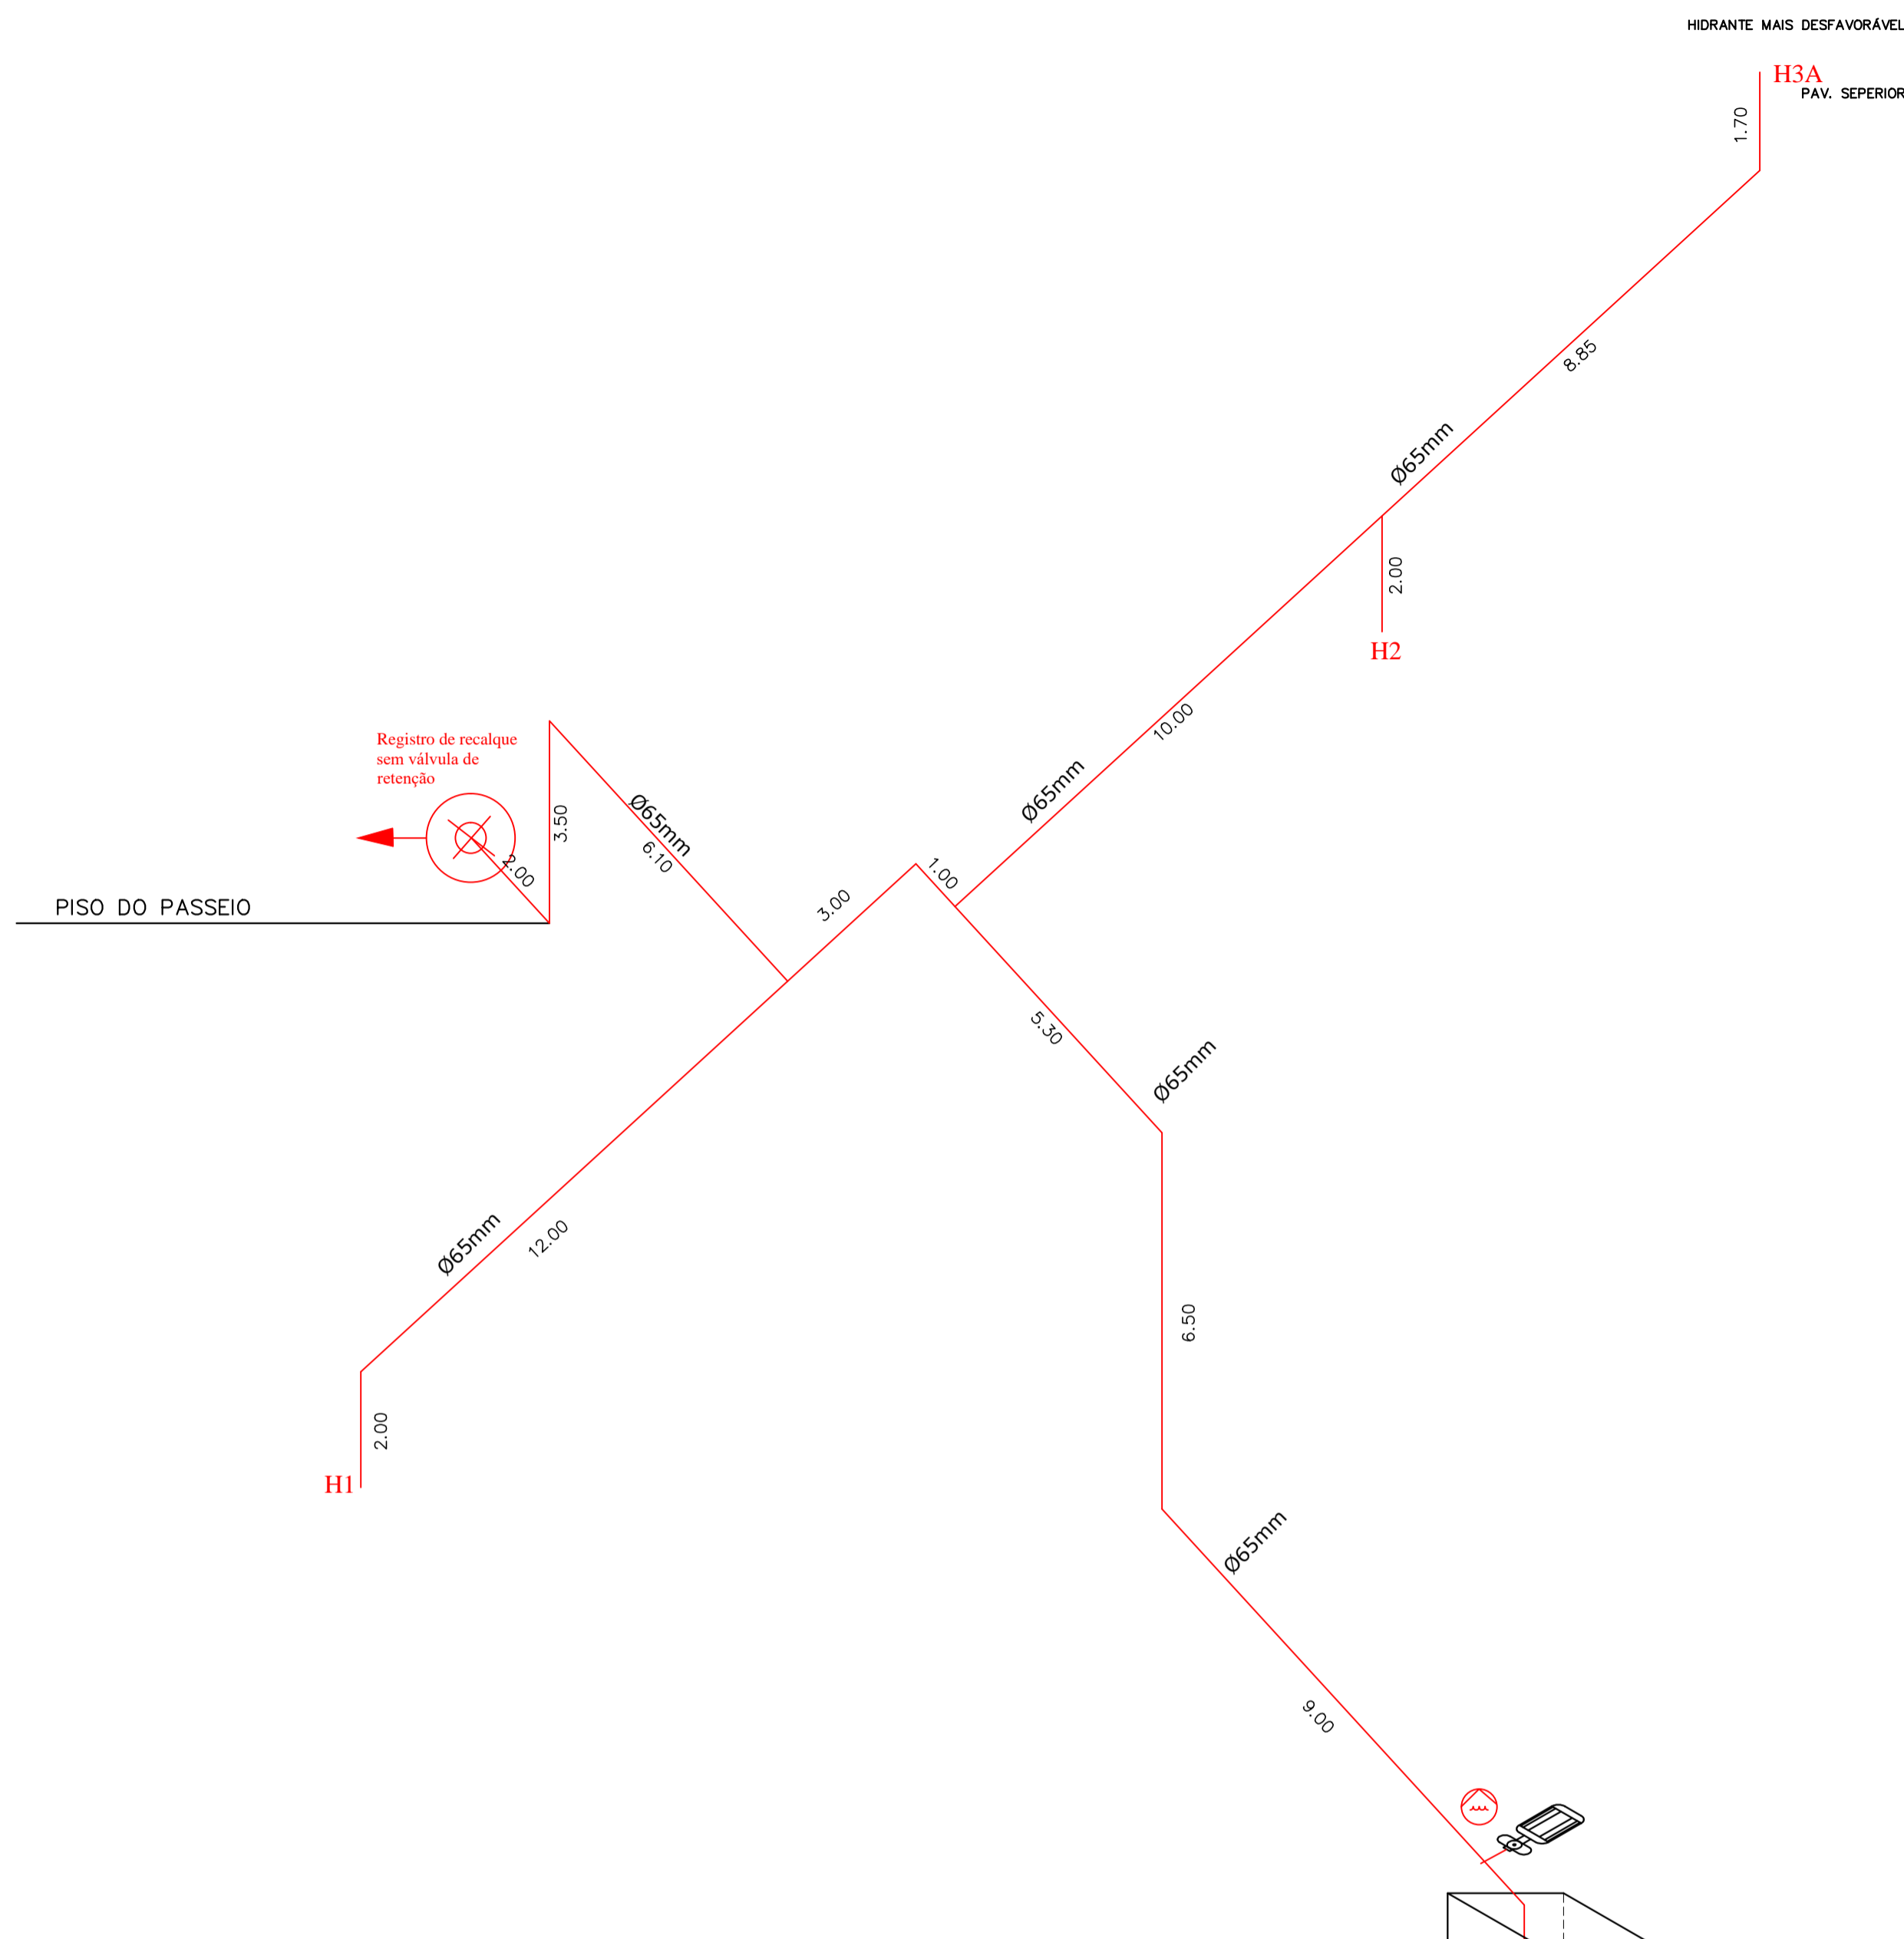 HIDRANTE MAIS DESFAVORÁVEL
H3A
PAV. SEPERIOR
1.70
8.85
Ø65mm
2.00
H2
10.00
Ø65mm
Registro de recalque
sem válvula de
retenção
3.50
Ø65mm
6.10
2.00
PISO DO PASSEIO
3.00
1.00
5.30
Ø65mm
Ø65mm
12.00
6.50
2.00
H1
Ø65mm
9.00